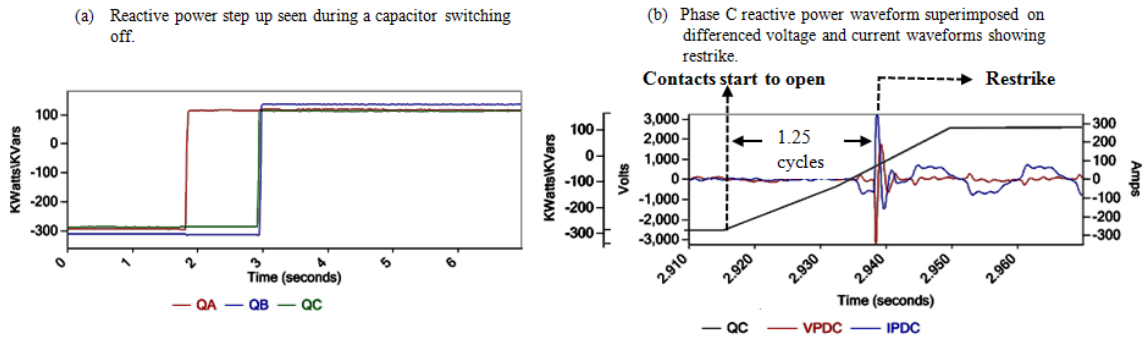 (a) Reactive power step up seen during a capacitor switching
off.
KWatts\KVars
100
0
-100
-200
-300
0
1
2
3
4
5
6
Time (seconds)
QA
QB
QC
(b) Phase C reactive power waveform superimposed on
differenced voltage and current waveforms showing
restrike.
Contacts start to open
Restrike
1.25
cycles
KWatts\KVars
100
0
-100
-200
-300
Volts
3,000
2,000
1,000
0
-1,000
-2,000
-3,000
Amps
300
200
100
0
-100
-200
-300
2.910
2.920
2.930
2.940
2.950
2.960
Time (seconds)
QC
VPDC
IPDC